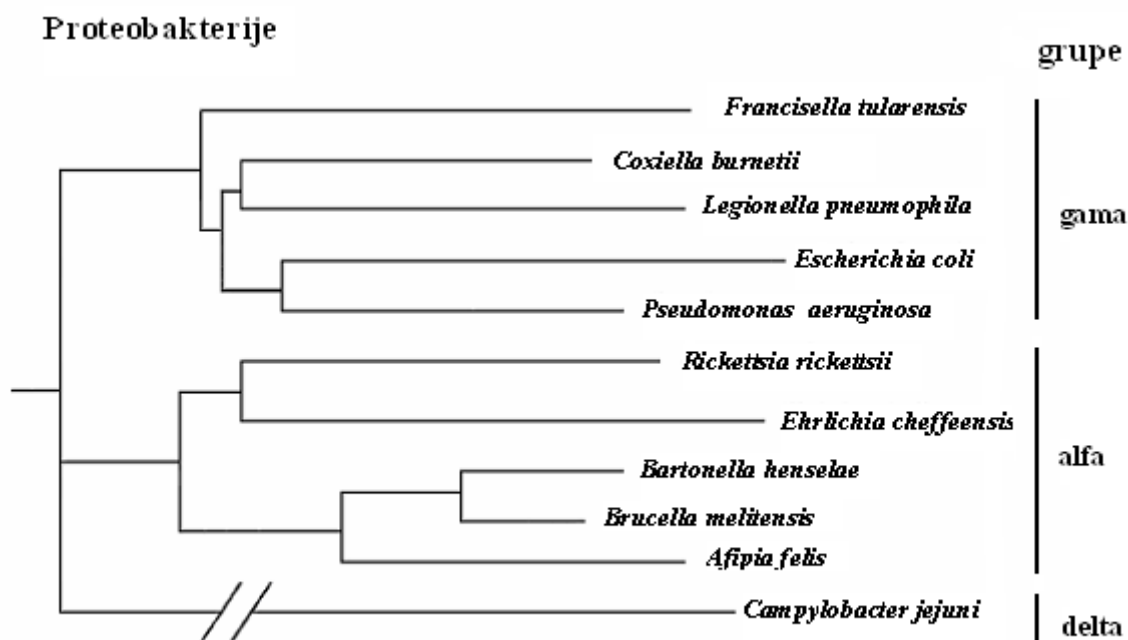 Proteobakterije
grupe
Francisella tularensis
Coxiella burnetii
Legionella pneumophila
gama
Escherichia coli
Pseudomonas aeruginosa
Rickettsia rickettsii
Ehrlichia cheffeensis
alfa
Bartonella henselae
Brucella melitensis
Afipia felis
Campylobacter jejuni
delta